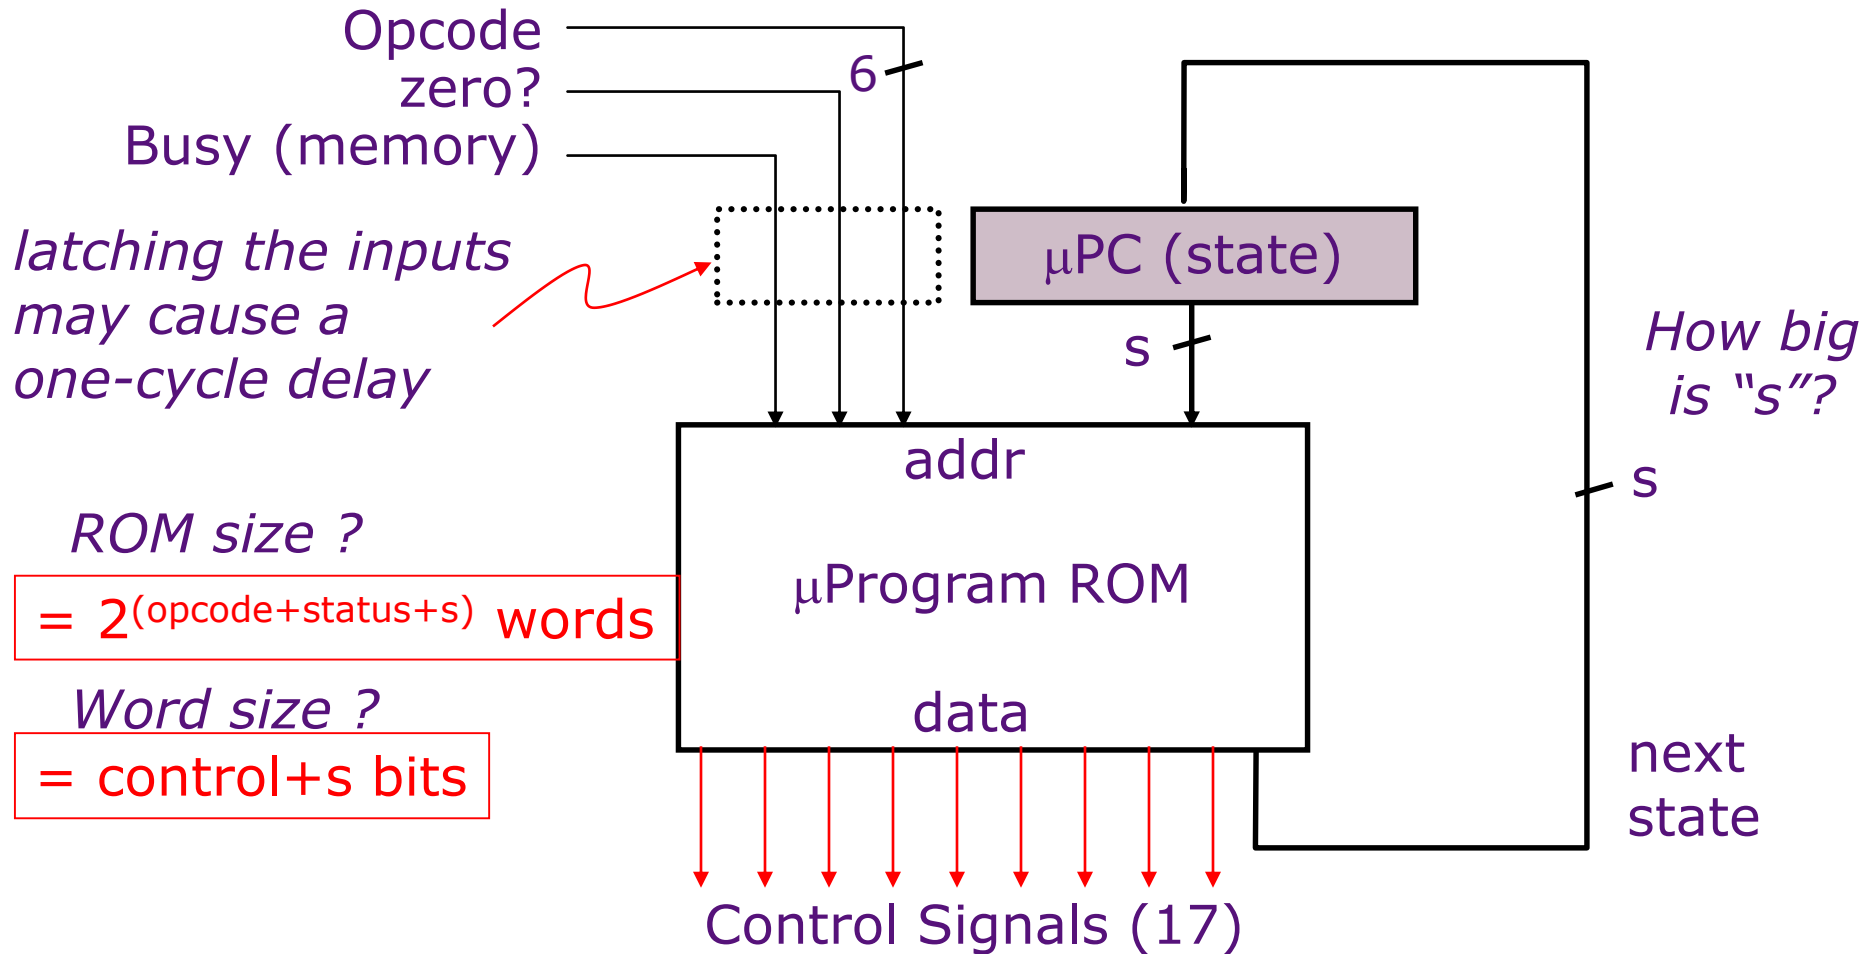 Opcode
zero?
Busy (memory)
6
latching the inputs
may cause a
one-cycle delay
μPC (state)
s
How big
is “s”?
s
addr
ROM size ?
= 2(opcode+status+s) words
μProgram ROM
Word size ?
= control+s bits
data
next
state
Control Signals (17)